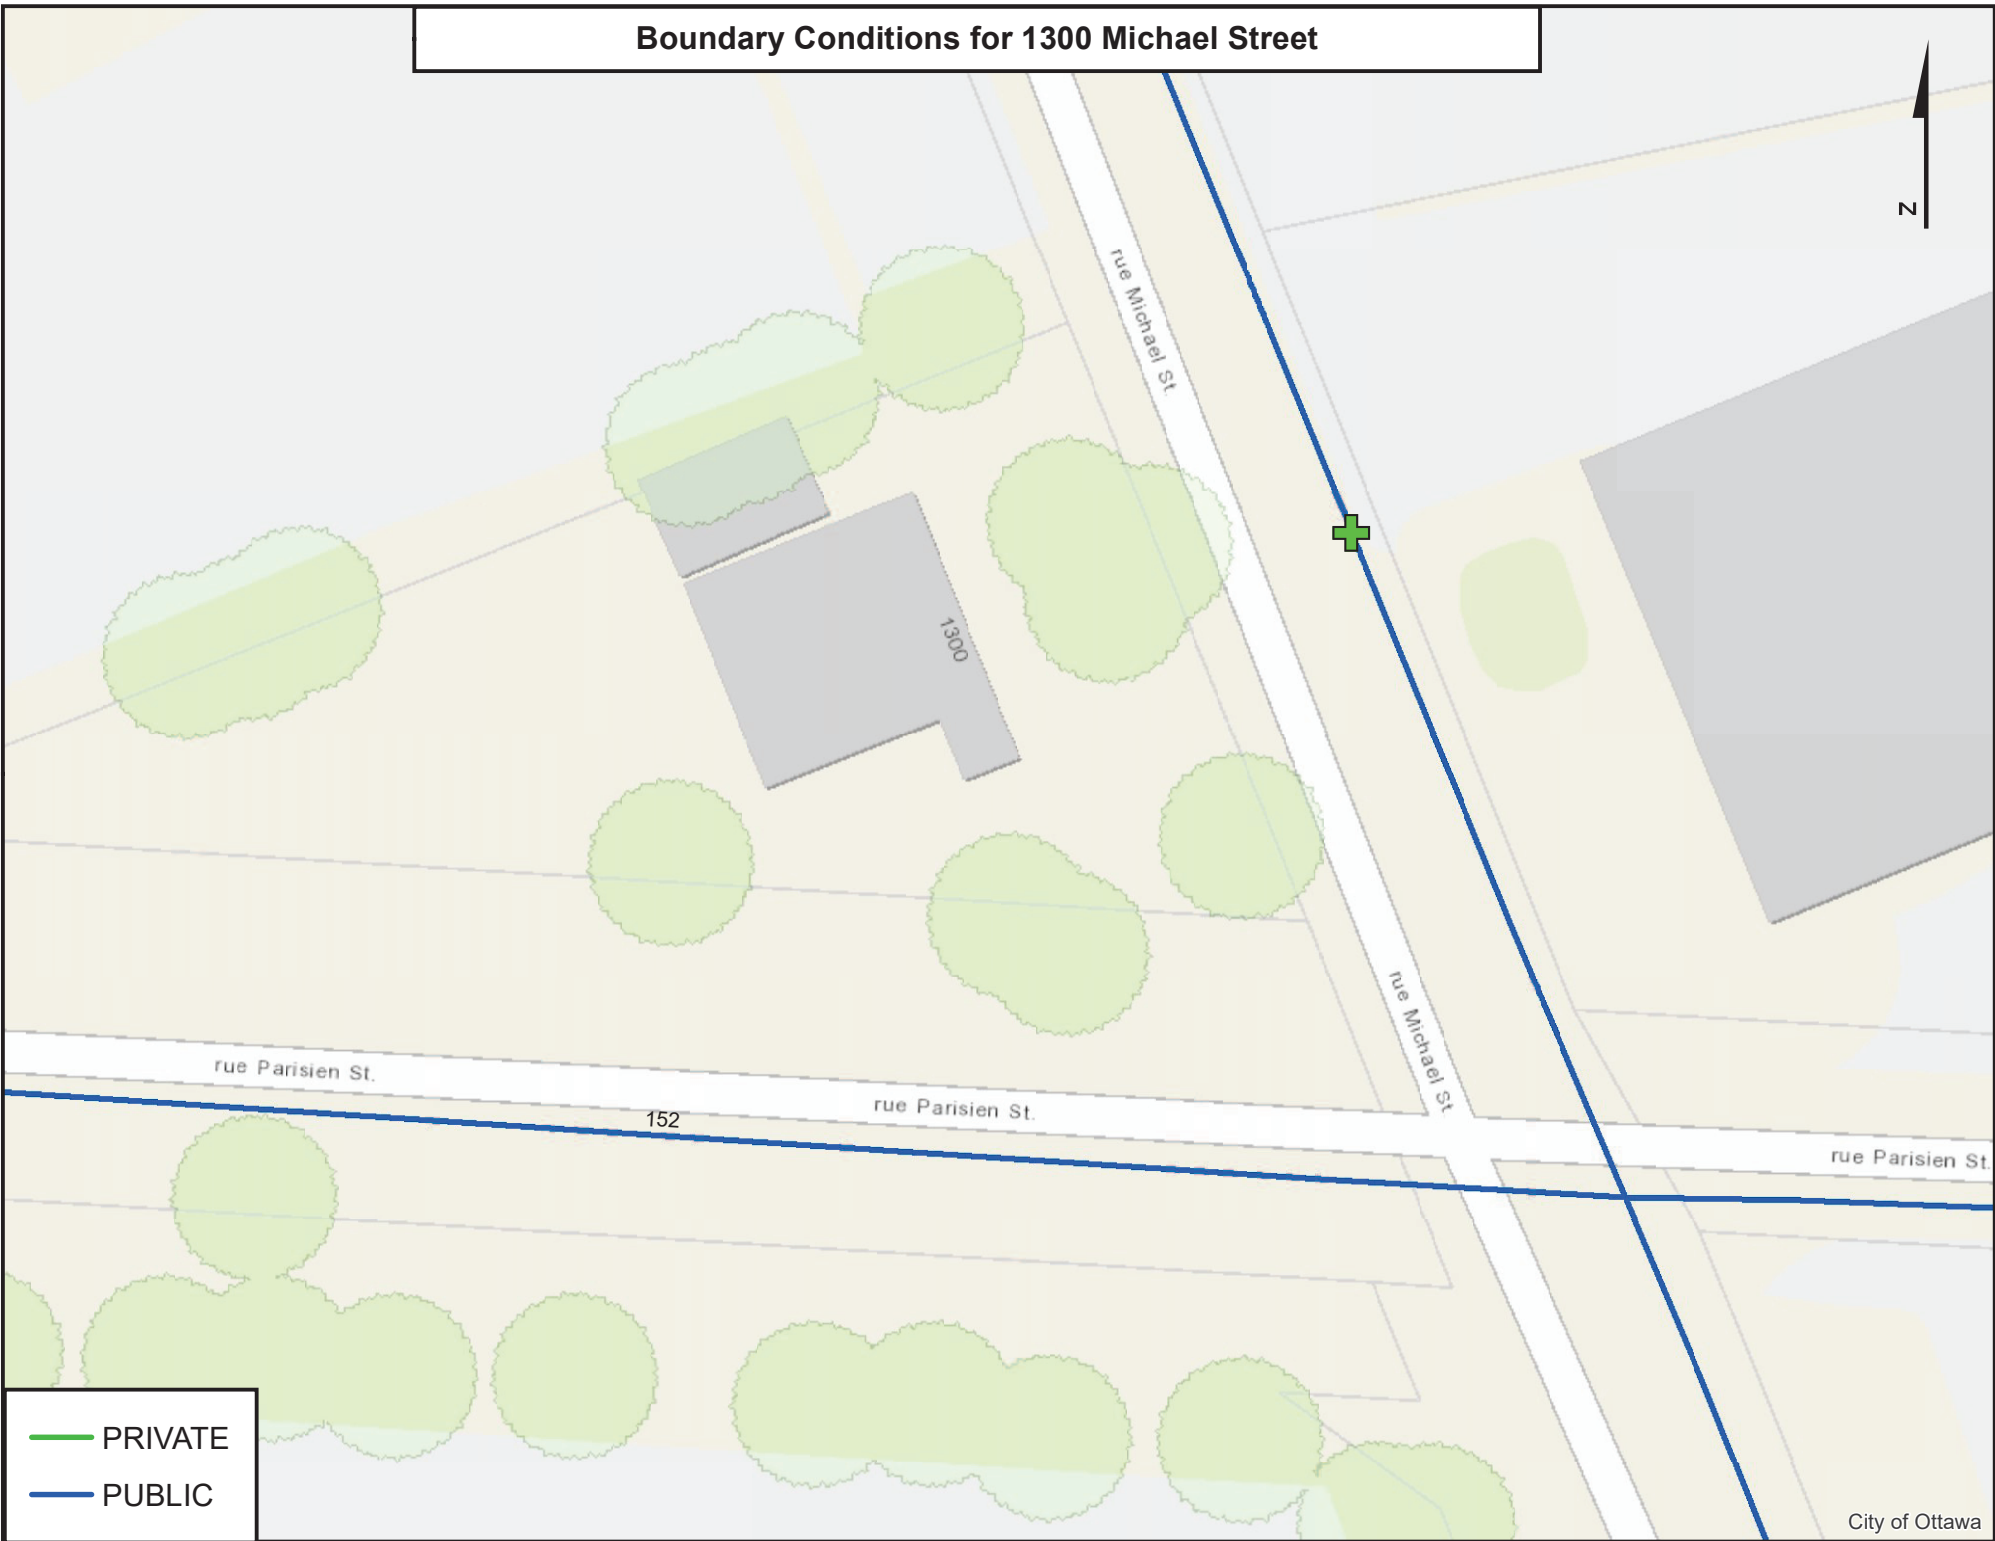 Boundary Conditions for 1300 Michael Street
N
rue Michael St.
1300
rue Michael St
rue Parisien St.
152
rue Parisien St.
rue Parisien St.
PRIVATE
PUBLIC
City of Ottawa